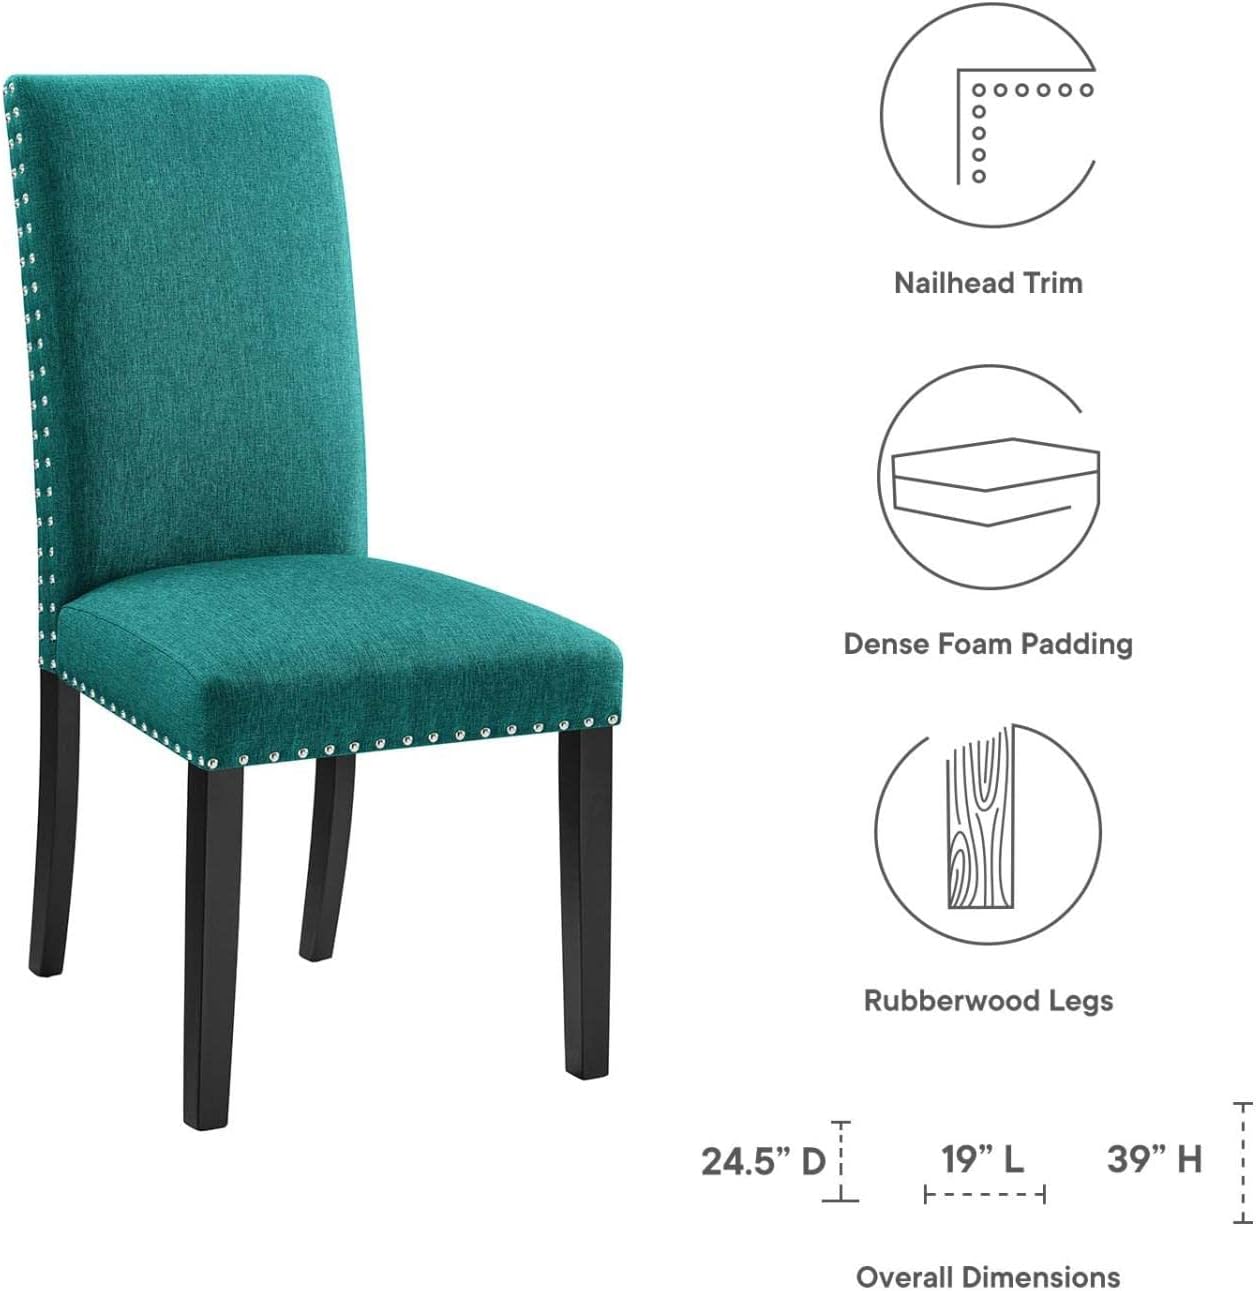 Nailhead Trim
Dense Foam Padding
Rubberwood Legs
24.5” D 19” L 39” H
Overall Dimensions